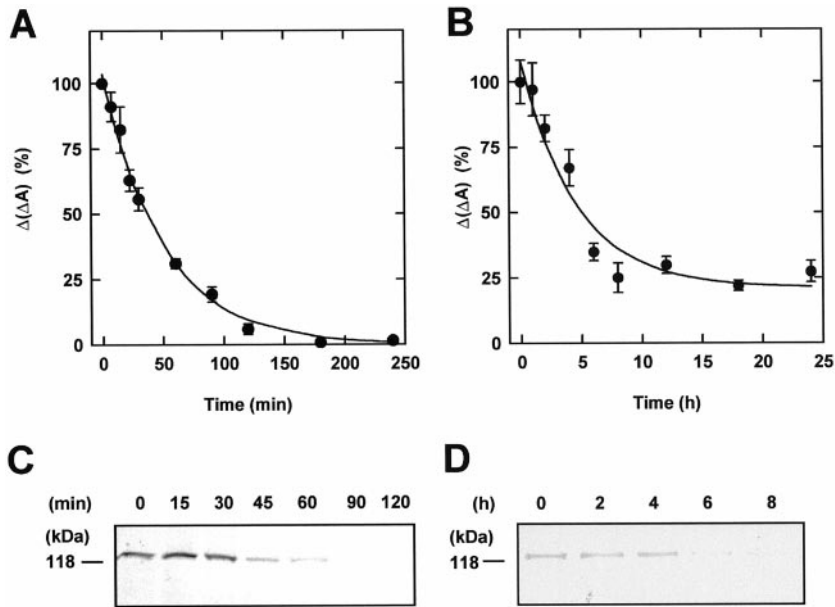 A
Δ(ΔA) (%)
100
75
50
25
0
0 50 100 150 200 250
Time (min)
B
Δ(ΔA) (%)
100
75
50
25
0
0 5 10 15 20 25
Time (h)
C
(min) 0 15 30 45 60 90 120
(kDa)
118
D
(h) 0 2 4 6 8
(kDa)
118